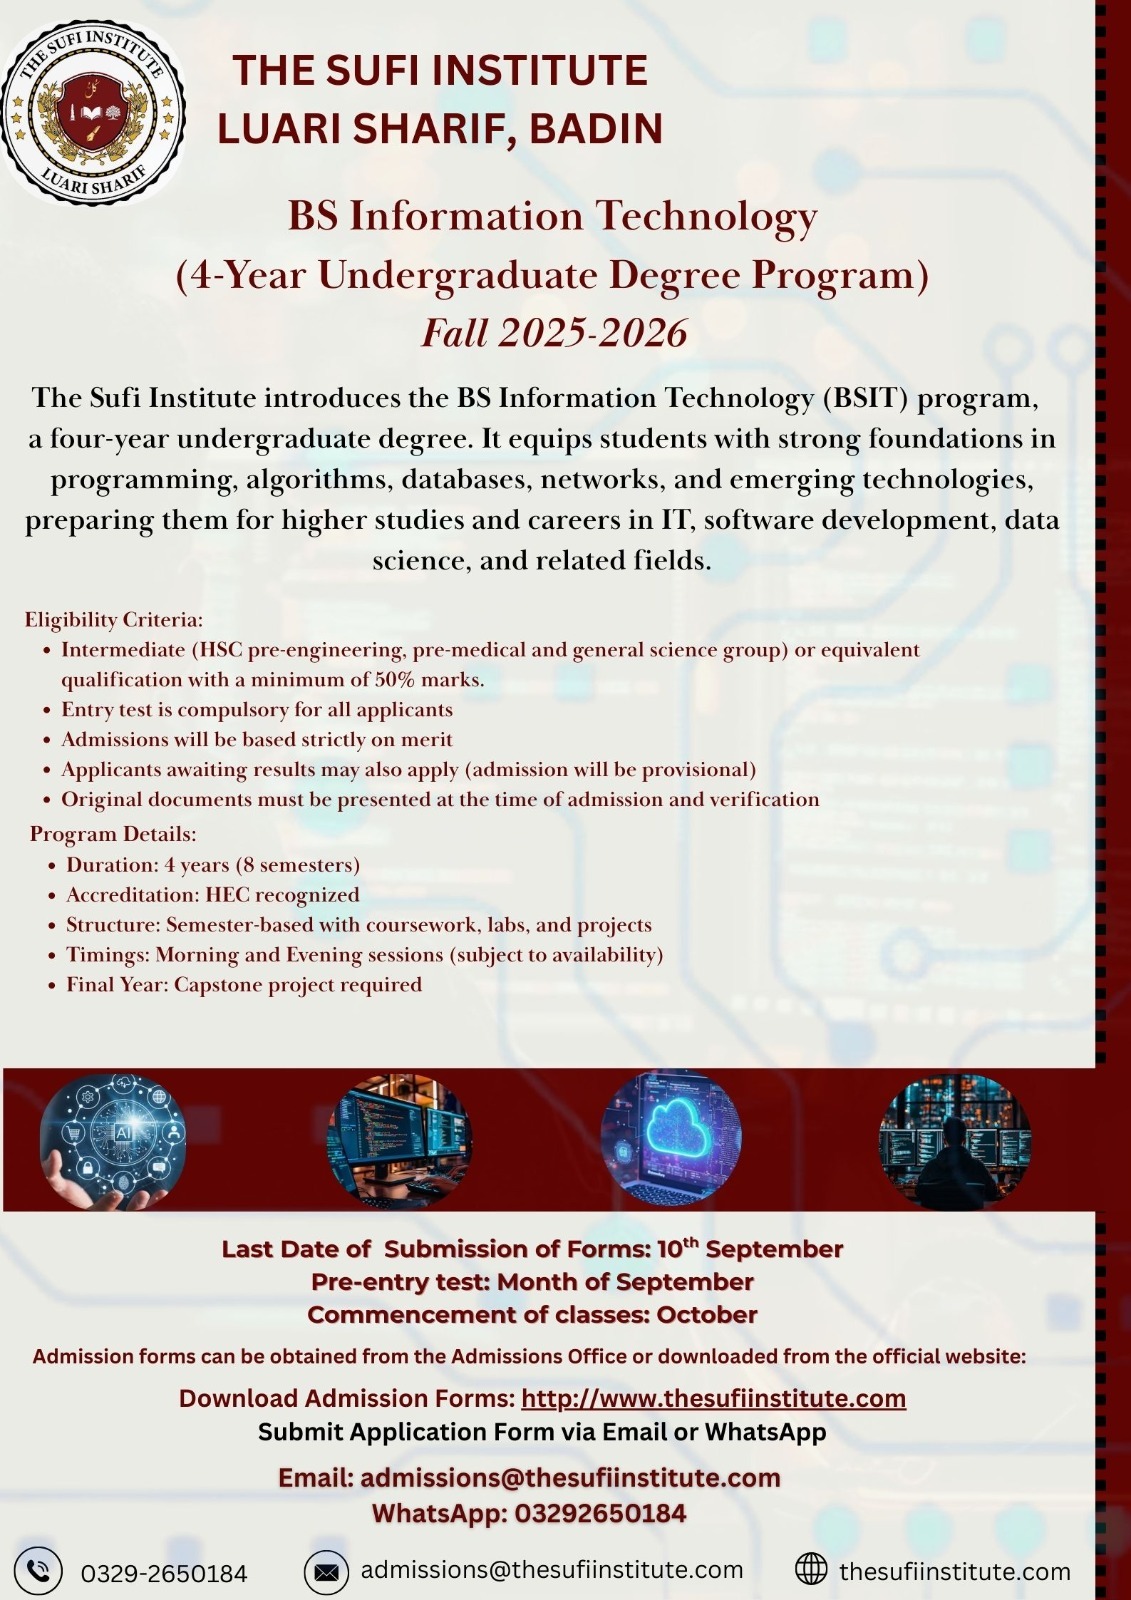 THE SUFI INSTITUTE
LUARI SHARIF
THE SUFI INSTITUTE
LUARI SHARIF, BADIN
BS Information Technology
(4-Year Undergraduate Degree Program)
Fall 2025-2026
The Sufi Institute introduces the BS Information Technology (BSIT) program,
a four-year undergraduate degree. It equips students with strong foundations in
programming, algorithms, databases, networks, and emerging technologies,
preparing them for higher studies and careers in IT, software development, data
science, and related fields.
Eligibility Criteria:
• Intermediate (HSC pre-engineering, pre-medical and general science group) or equivalent
qualification with a minimum of 50% marks.
• Entry test is compulsory for all applicants
• Admissions will be based strictly on merit
• Applicants awaiting results may also apply (admission will be provisional)
• Original documents must be presented at the time of admission and verification
Program Details:
• Duration: 4 years (8 semesters)
• Accreditation: HEC recognized
• Structure: Semester-based with coursework, labs, and projects
• Timings: Morning and Evening sessions (subject to availability)
• Final Year: Capstone project required
AI
Last Date of Submission of Forms: 10th September
Pre-entry test: Month of September
Commencement of classes: October
Admission forms can be obtained from the Admissions Office or downloaded from the official website:
Download Admission Forms: http://www.thesufiinstitute.com
Submit Application Form via Email or WhatsApp
Email: admissions@thesufiinstitute.com
WhatsApp: 03292650184
0329-2650184
admissions@thesufiinstitute.com
thesufiinstitute.com